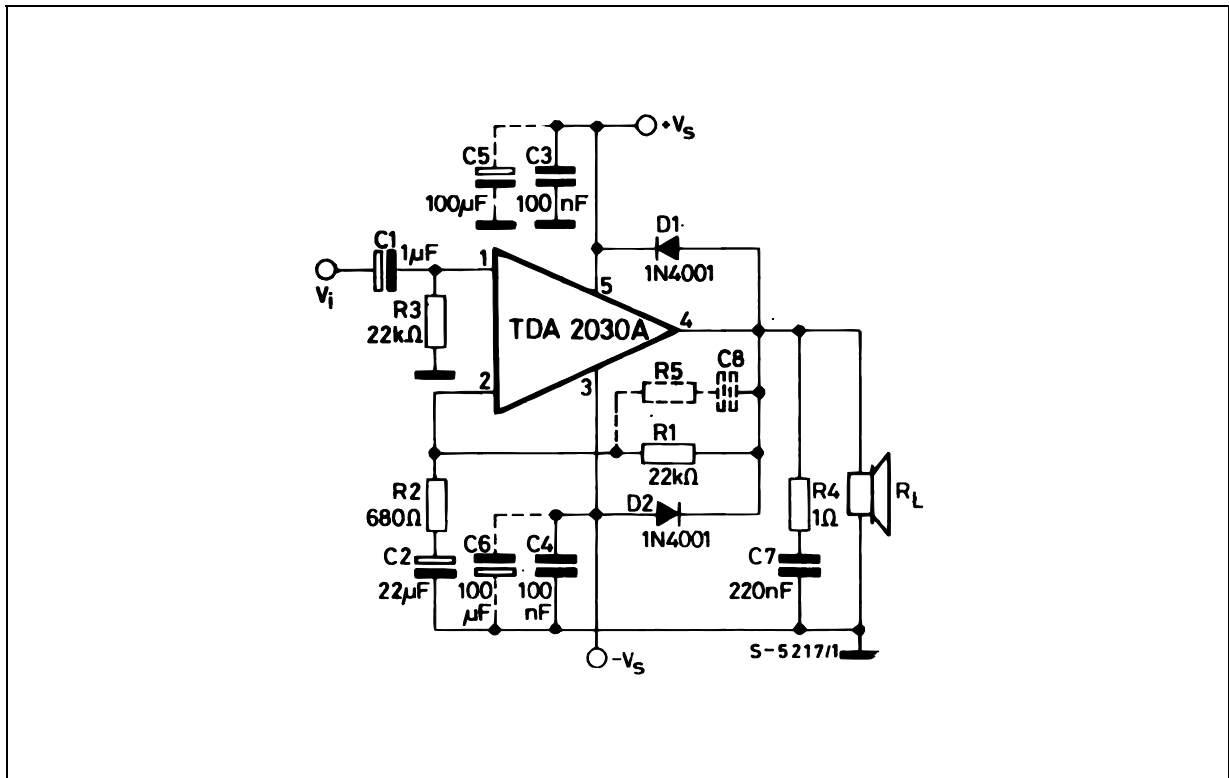 +Vs
C5
C3
100µF
100 nF
D1
1N4001
C1
1µF
Vi
1
5
R3
22kΩ
TDA 2030A
4
2
3
R5
C8
R1
22kΩ
R2
680Ω
D2
1N4001
R4
1Ω
RL
C2
22µF
C6
100
µF
C4
100
nF
C7
220nF
-Vs
S-5217/1